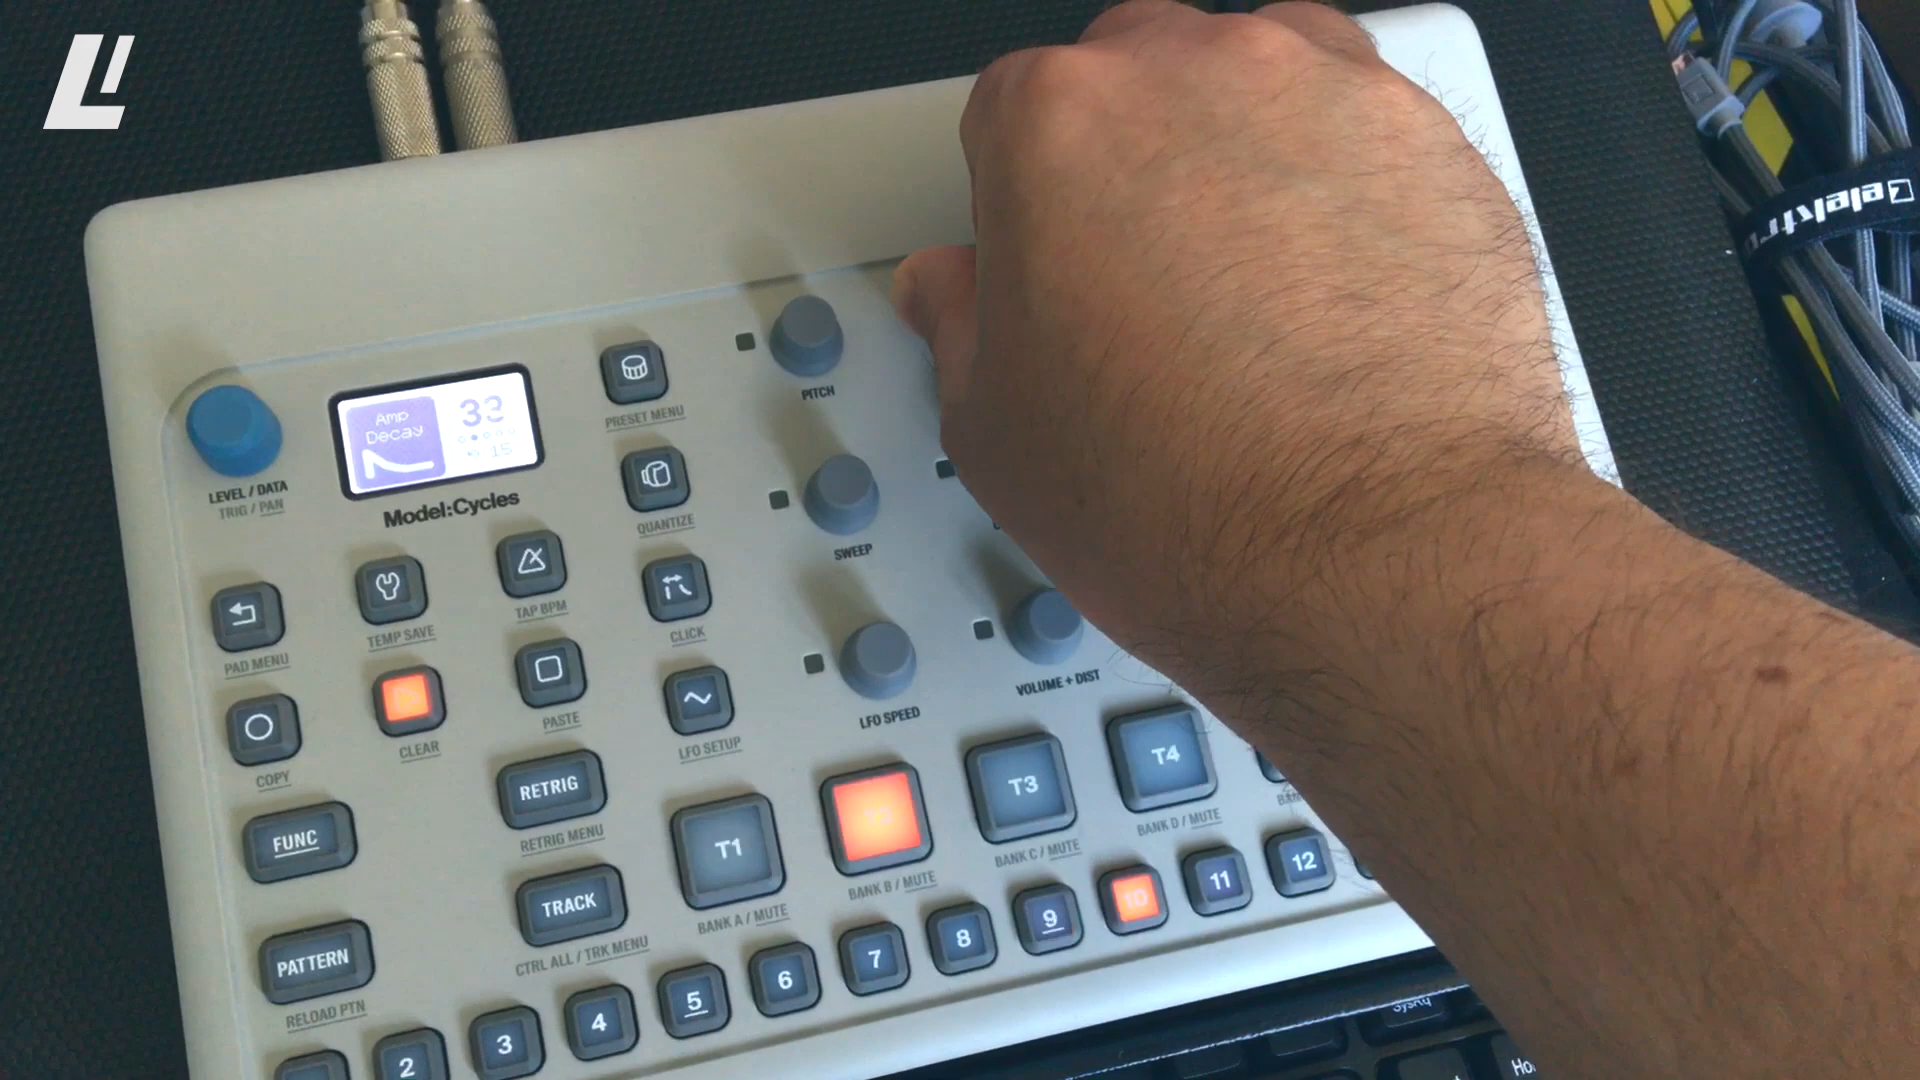 Amp
Decay
33
15
PRESET MENU
PITCH
LEVEL / DATA
TRIG / PAN
Model:Cycles
QUANTIZE
SWEEP
PAD MENU
TEMP SAVE
TAP BPM
CLICK
VOLUME + DIST
COPY
CLEAR
PASTE
LFO SETUP
LFO SPEED
FUNC
RETRIG
RETRIG MENU
T1
T3
T4
BANK A / MUTE
BANK B / MUTE
BANK C / MUTE
BANK D / MUTE
PATTERN
RELOAD PTN
TRACK
CTRL ALL / TRK MENU
2
3
4
5
6
7
8
9
10
11
12